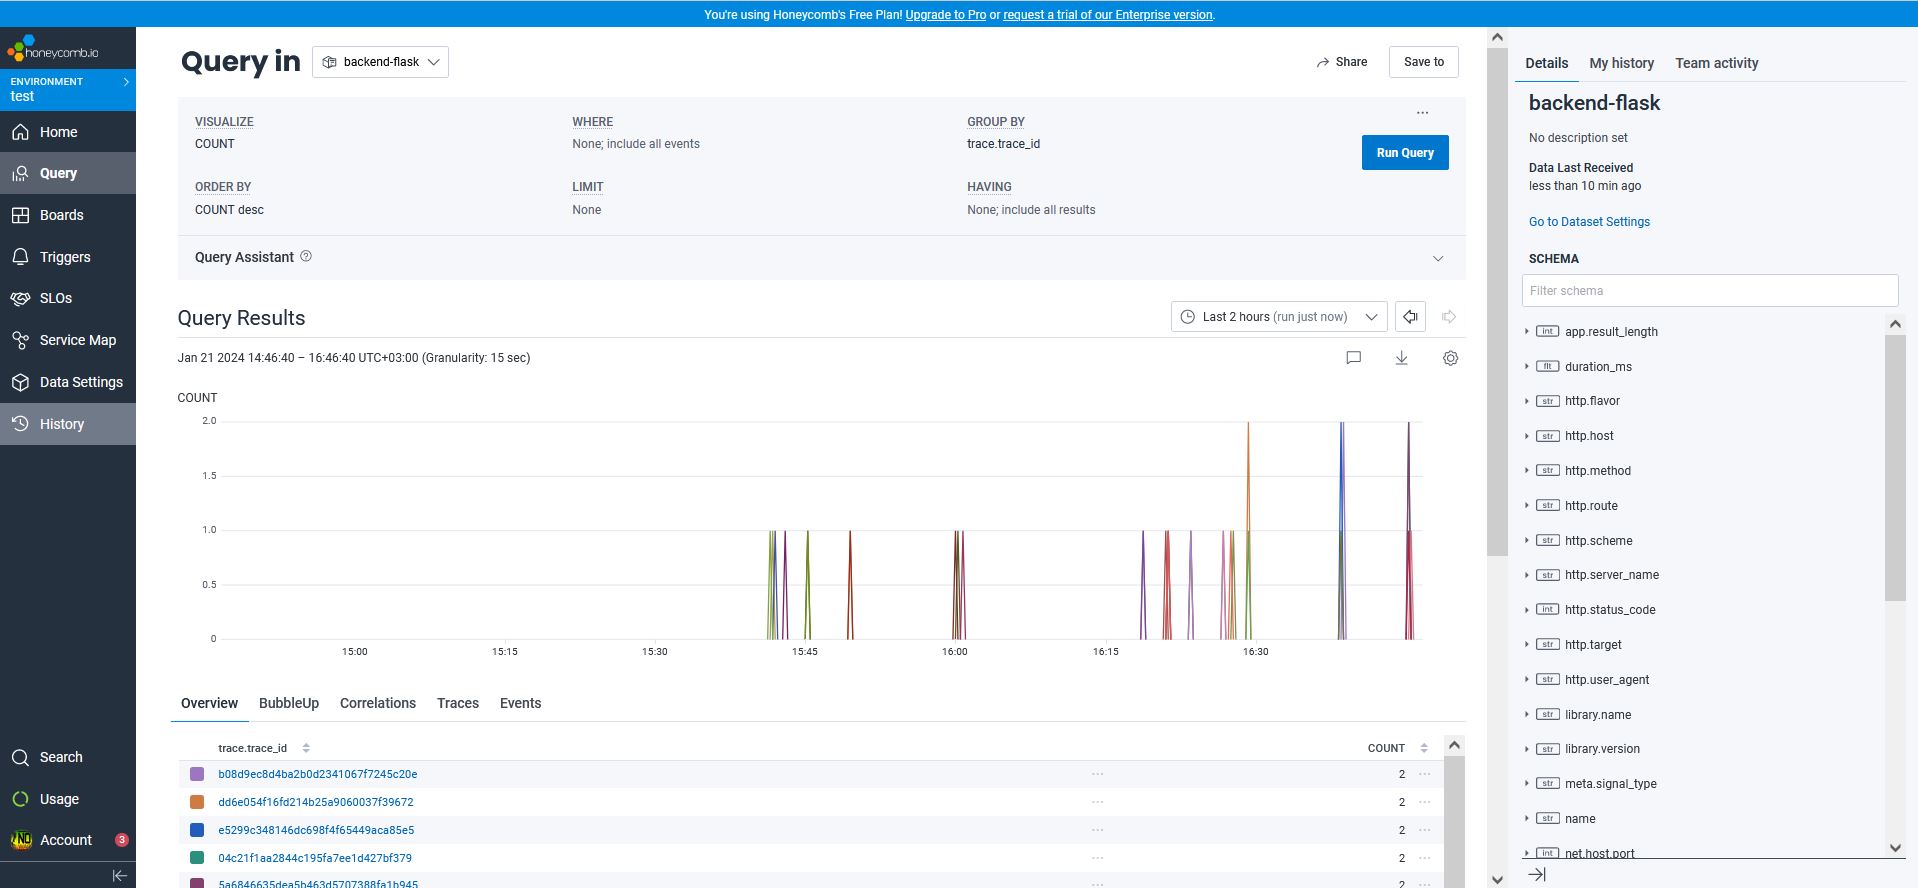 You're using Honeycomb's Free Plan! Upgrade to Pro or request a trial of our Enterprise version.
honeycomb.io
ENVIRONMENT
test
Home
Query
Boards
Triggers
SLOs
Service Map
Data Settings
History
Search
Usage
Account 3
Query in backend-flask
Share
Save to
VISUALIZE WHERE GROUP BY
COUNT None; include all events trace.trace_id
Run Query
ORDER BY LIMIT HAVING
COUNT desc None None; include all results
Query Assistant
Query Results
Last 2 hours (run just now)
Jan 21 2024 14:46:40 – 16:46:40 UTC+03:00 (Granularity: 15 sec)
COUNT
2.0
1.5
1.0
0.5
0
15:00 15:15 15:30 15:45 16:00 16:15 16:30
Overview BubbleUp Correlations Traces Events
trace.trace_id COUNT
b08d9ec8d4ba2b0d2341067f7245c20e 2
dd6e054f16fd214b25a9060037f39672 2
e5299c348146dc698f4f65449aca85e5 2
04c21f1aa2844c195fa7ee1d427bf379 2
5a6846635dea5b463d5707388fa1b945 2
Details My history Team activity
backend-flask
No description set
Data Last Received
less than 10 min ago
Go to Dataset Settings
SCHEMA
Filter schema
int app.result_length
flt duration_ms
str http.flavor
str http.host
str http.method
str http.route
str http.scheme
str http.server_name
int http.status_code
str http.target
str http.user_agent
str library.name
str library.version
str meta.signal_type
str name
int net.host.port